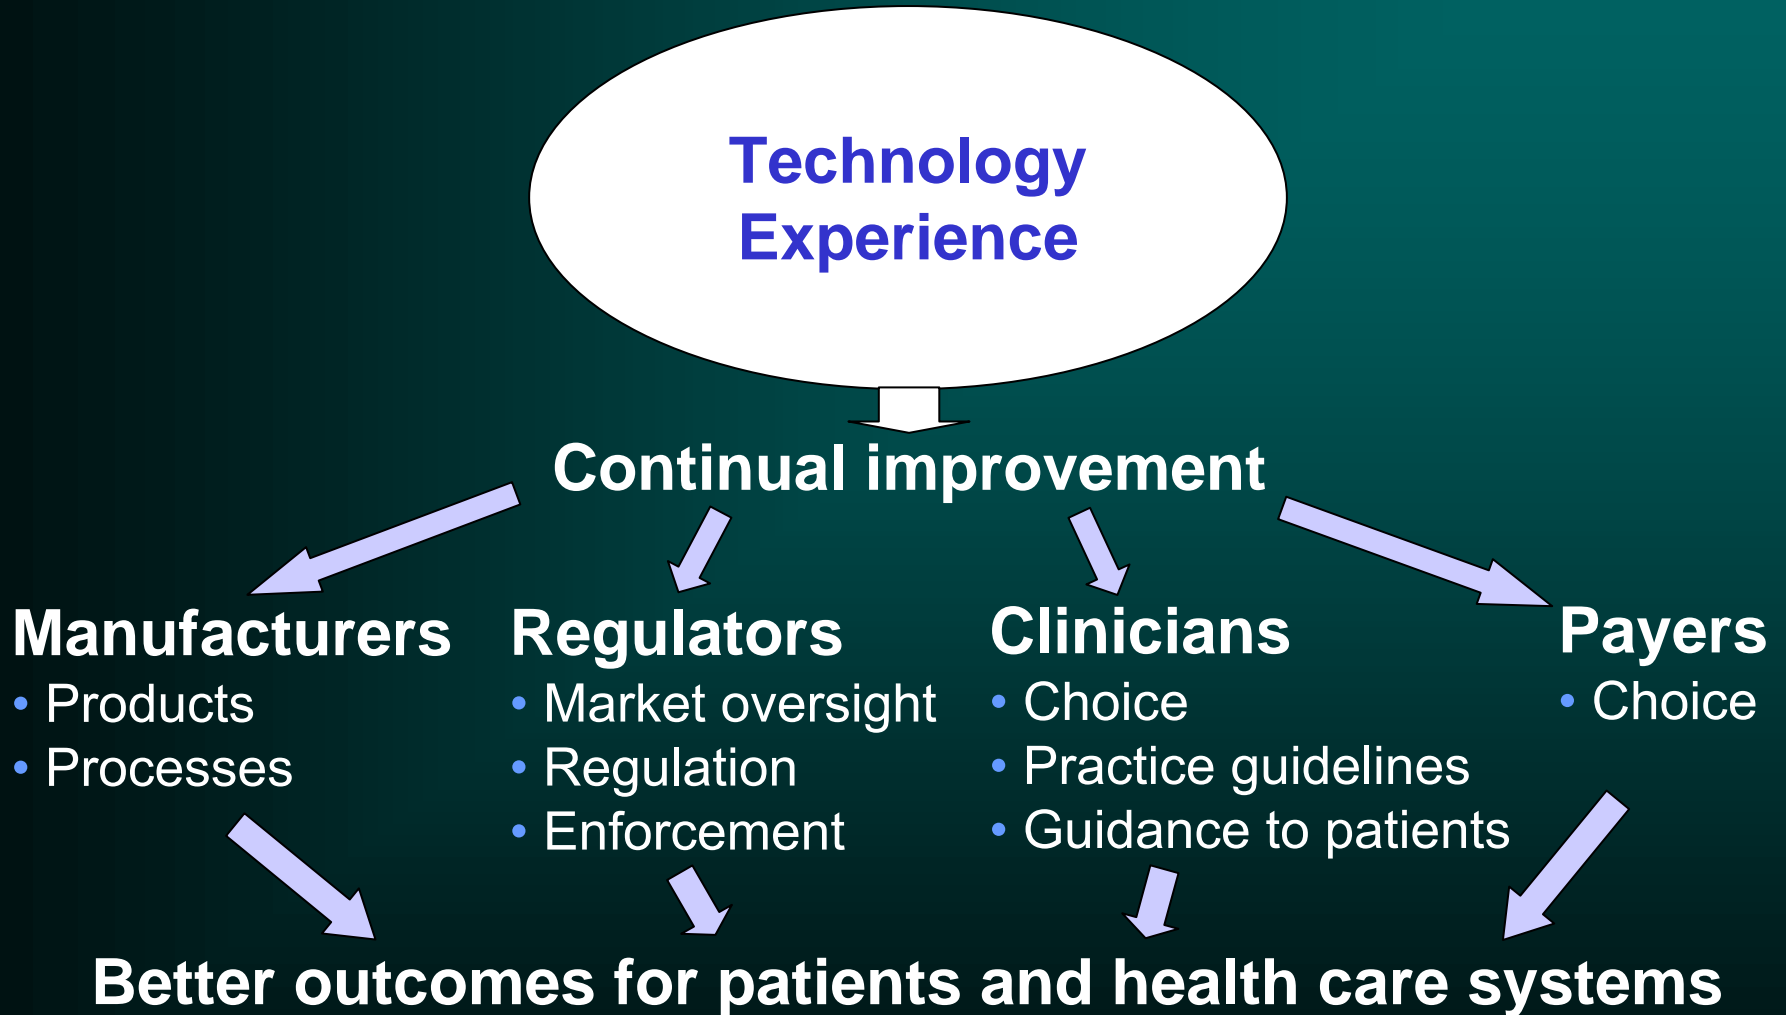 Technology
Experience
Continual improvement
Manufacturers
• Products
• Processes
Regulators
• Market oversight
• Regulation
• Enforcement
Clinicians
• Choice
• Practice guidelines
• Guidance to patients
Payers
• Choice
Better outcomes for patients and health care systems